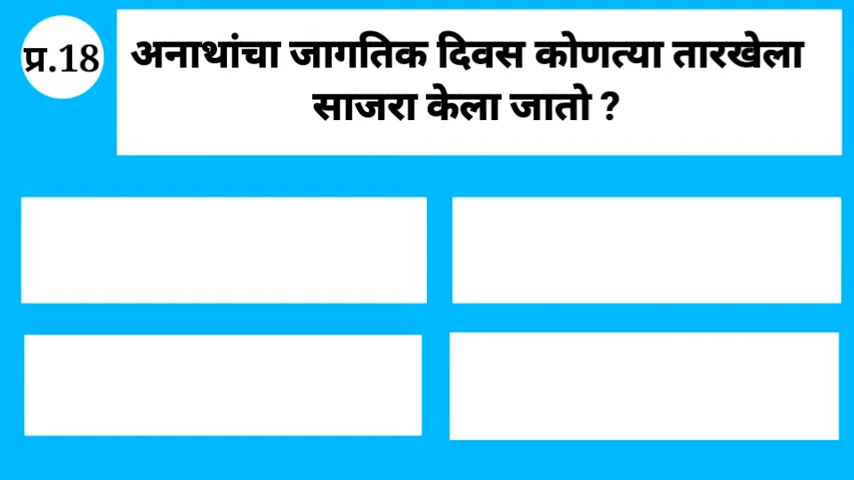 प्र.18
अनाथांचा जागतिक दिवस कोणत्या तारखेला
साजरा केला जातो ?